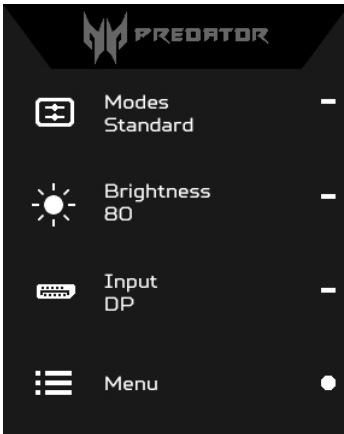 PREDATOR
Modes
Standard
Brightness
80
Input
DP
Menu